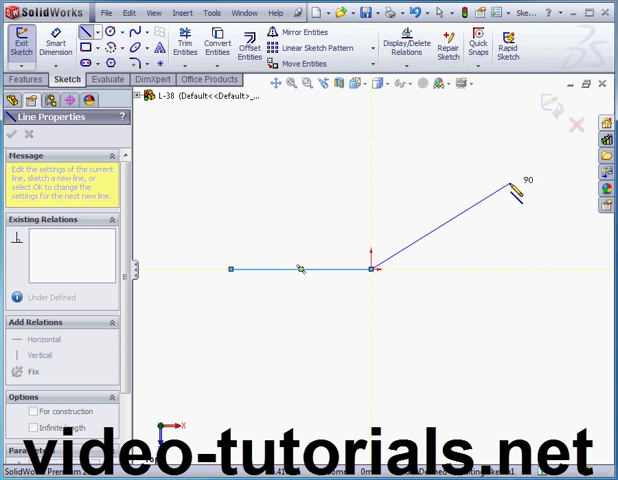 SolidWorks File Edit View Insert Tools Window Help Ske...
Exit Sketch
Smart Dimension
Trim Entities
Convert Entities
Offset Entities
Mirror Entities
Linear Sketch Pattern
Move Entities
Display/Delete Relations
Repair Sketch
Quick Snaps
Rapid Sketch
Features Sketch Evaluate DimXpert Office Products
L-38 (Default<<Default>_...
Line Properties ?
Message
Edit the settings of the current line, sketch a new line, or select OK to change the settings for the next new line.
Existing Relations
Under Defined
Add Relations
Horizontal
Vertical
Fix
Options
For construction
Infinite length
Parameters
90
X
video-tutorials.net
SolidWorks Premium